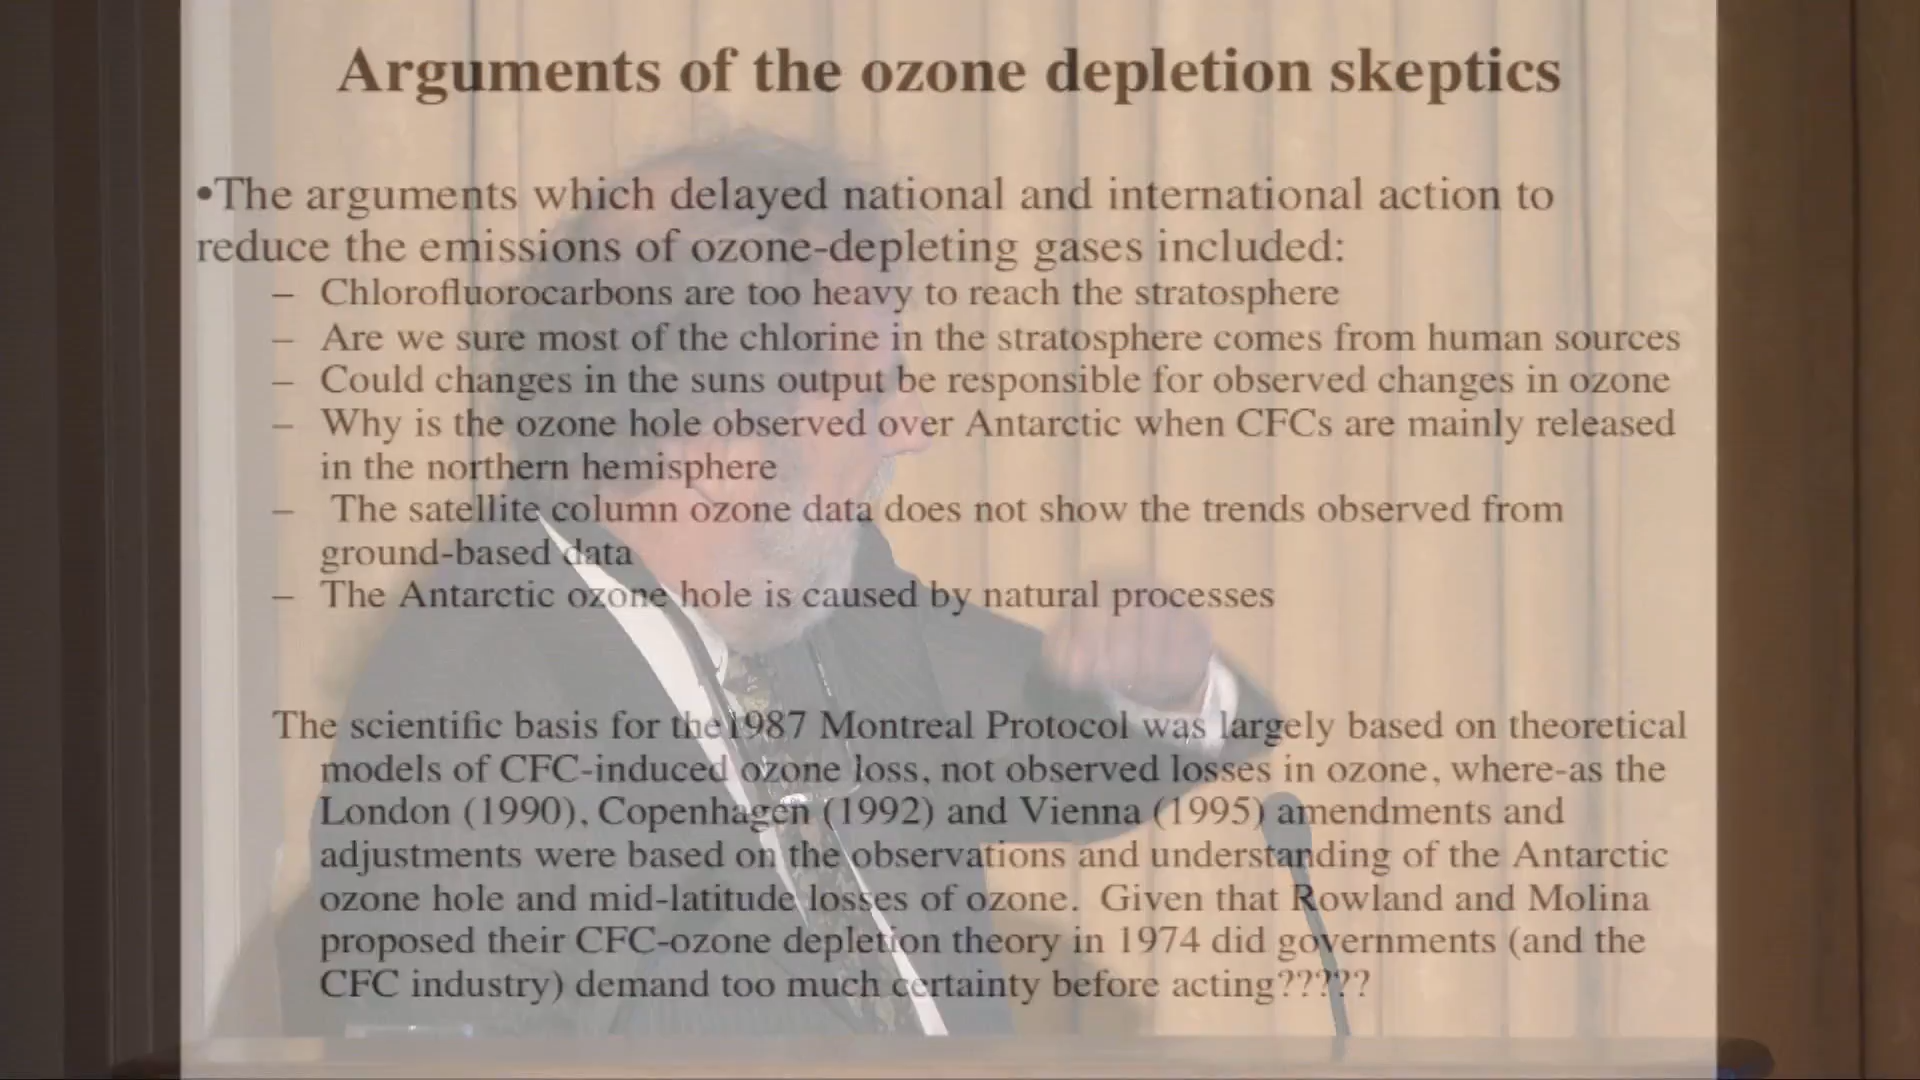 Arguments of the ozone depletion skeptics
•The arguments which delayed national and international action to
reduce the emissions of ozone-depleting gases included:
– Chlorofluorocarbons are too heavy to reach the stratosphere
– Are we sure most of the chlorine in the stratosphere comes from human sources
– Could changes in the suns output be responsible for observed changes in ozone
– Why is the ozone hole observed over Antarctic when CFCs are mainly released
in the northern hemisphere
– The satellite column ozone data does not show the trends observed from
ground-based data
– The Antarctic ozone hole is caused by natural processes
The scientific basis for the 1987 Montreal Protocol was largely based on theoretical
models of CFC-induced ozone loss, not observed losses in ozone, where-as the
London (1990), Copenhagen (1992) and Vienna (1995) amendments and
adjustments were based on the observations and understanding of the Antarctic
ozone hole and mid-latitude losses of ozone. Given that Rowland and Molina
proposed their CFC-ozone depletion theory in 1974 did governments (and the
CFC industry) demand too much certainty before acting?????